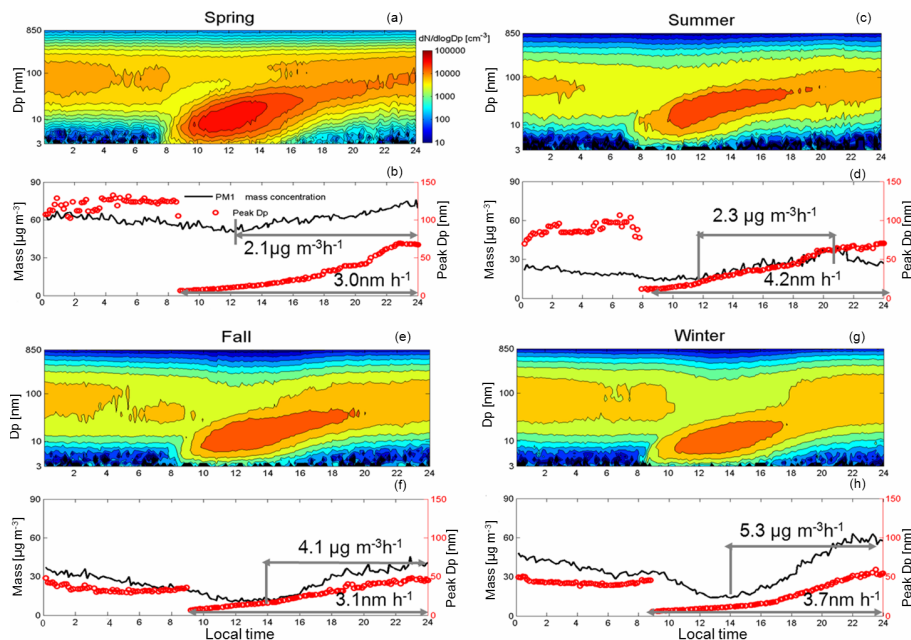 Spring (a)
dN/dlogDp [cm⁻³]
850
100
10
3
Dp [nm]
100000
10000
1000
100
10
0 2 4 6 8 10 12 14 16 18 20 22 24
Summer (c)
850
100
10
3
Dp [nm]
0 2 4 6 8 10 12 14 16 18 20 22 24
(b)
90
60
30
0
Mass [µg m⁻³]
PM1 mass concentration
Peak Dp
2.1µg m⁻³h⁻¹
3.0nm h⁻¹
150
100
50
0
Peak Dp [nm]
0 2 4 6 8 10 12 14 16 18 20 22 24
(d)
90
60
30
0
Mass [µg m⁻³]
2.3 µg m⁻³h⁻¹
4.2nm h⁻¹
150
100
50
0
Peak Dp [nm]
0 2 4 6 8 10 12 14 16 18 20 22 24
Fall (e)
850
100
10
3
Dp [nm]
0 2 4 6 8 10 12 14 16 18 20 22 24
Winter (g)
850
100
10
3
Dp [nm]
0 2 4 6 8 10 12 14 16 18 20 22 24
(f)
90
60
30
0
Mass [µg m⁻³]
4.1 µg m⁻³h⁻¹
3.1nm h⁻¹
150
100
50
0
Peak Dp [nm]
0 2 4 6 8 10 12 14 16 18 20 22 24
Local time
(h)
90
60
30
0
Mass [µg m⁻³]
5.3 µg m⁻³h⁻¹
3.7nm h⁻¹
150
100
50
0
Peak Dp [nm]
0 2 4 6 8 10 12 14 16 18 20 22 24
Local time